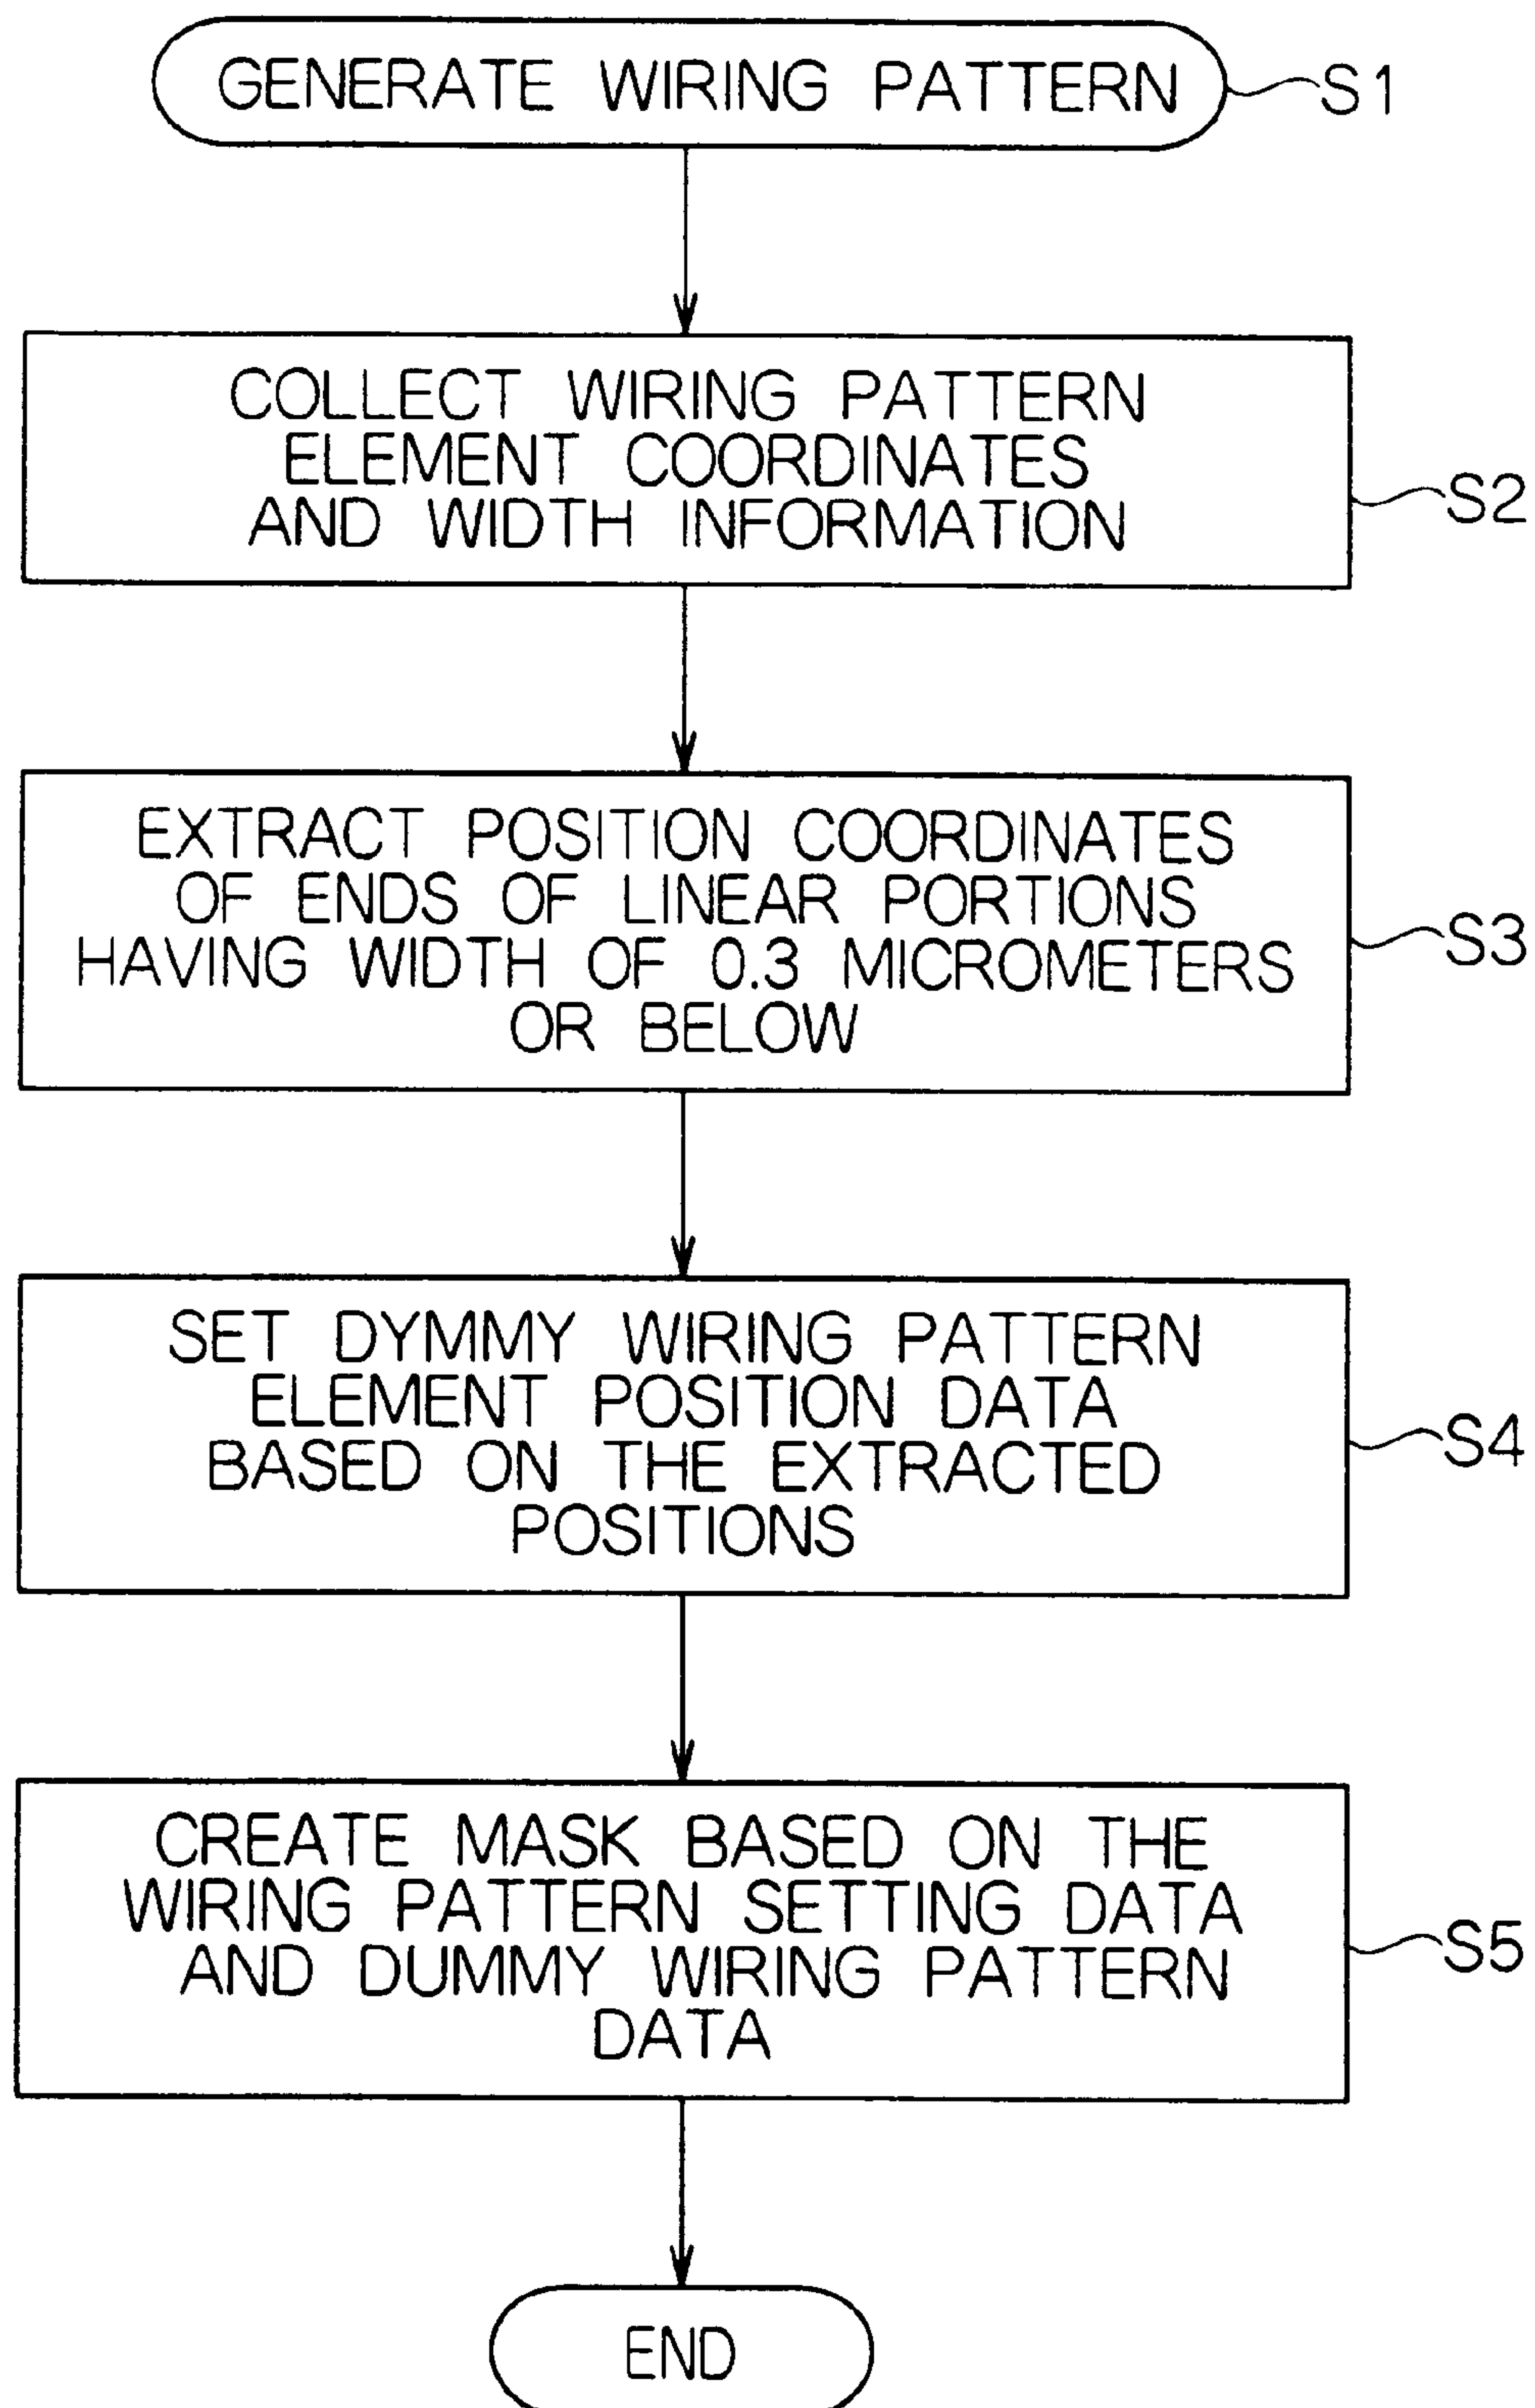 GENERATE WIRING PATTERN S1
COLLECT WIRING PATTERN
ELEMENT COORDINATES
AND WIDTH INFORMATION S2
EXTRACT POSITION COORDINATES
OF ENDS OF LINEAR PORTIONS
HAVING WIDTH OF 0.3 MICROMETERS S3
OR BELOW
SET DYMMY WIRING PATTERN
ELEMENT POSITION DATA
BASED ON THE EXTRACTED S4
POSITIONS
CREATE MASK BASED ON THE
WIRING PATTERN SETTING DATA
AND DUMMY WIRING PATTERN S5
DATA
END